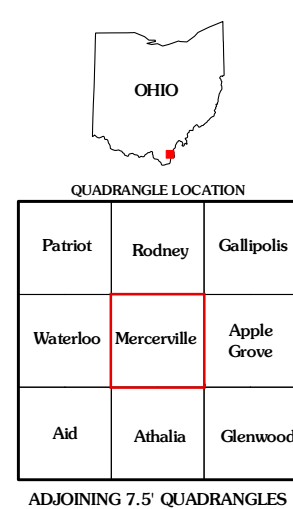 OHIO
QUADRANGLE LOCATION
Patriot Rodney Gallipolis
Waterloo Mercerville Apple Grove
Aid Athalia Glenwood
ADJOINING 7.5' QUADRANGLES